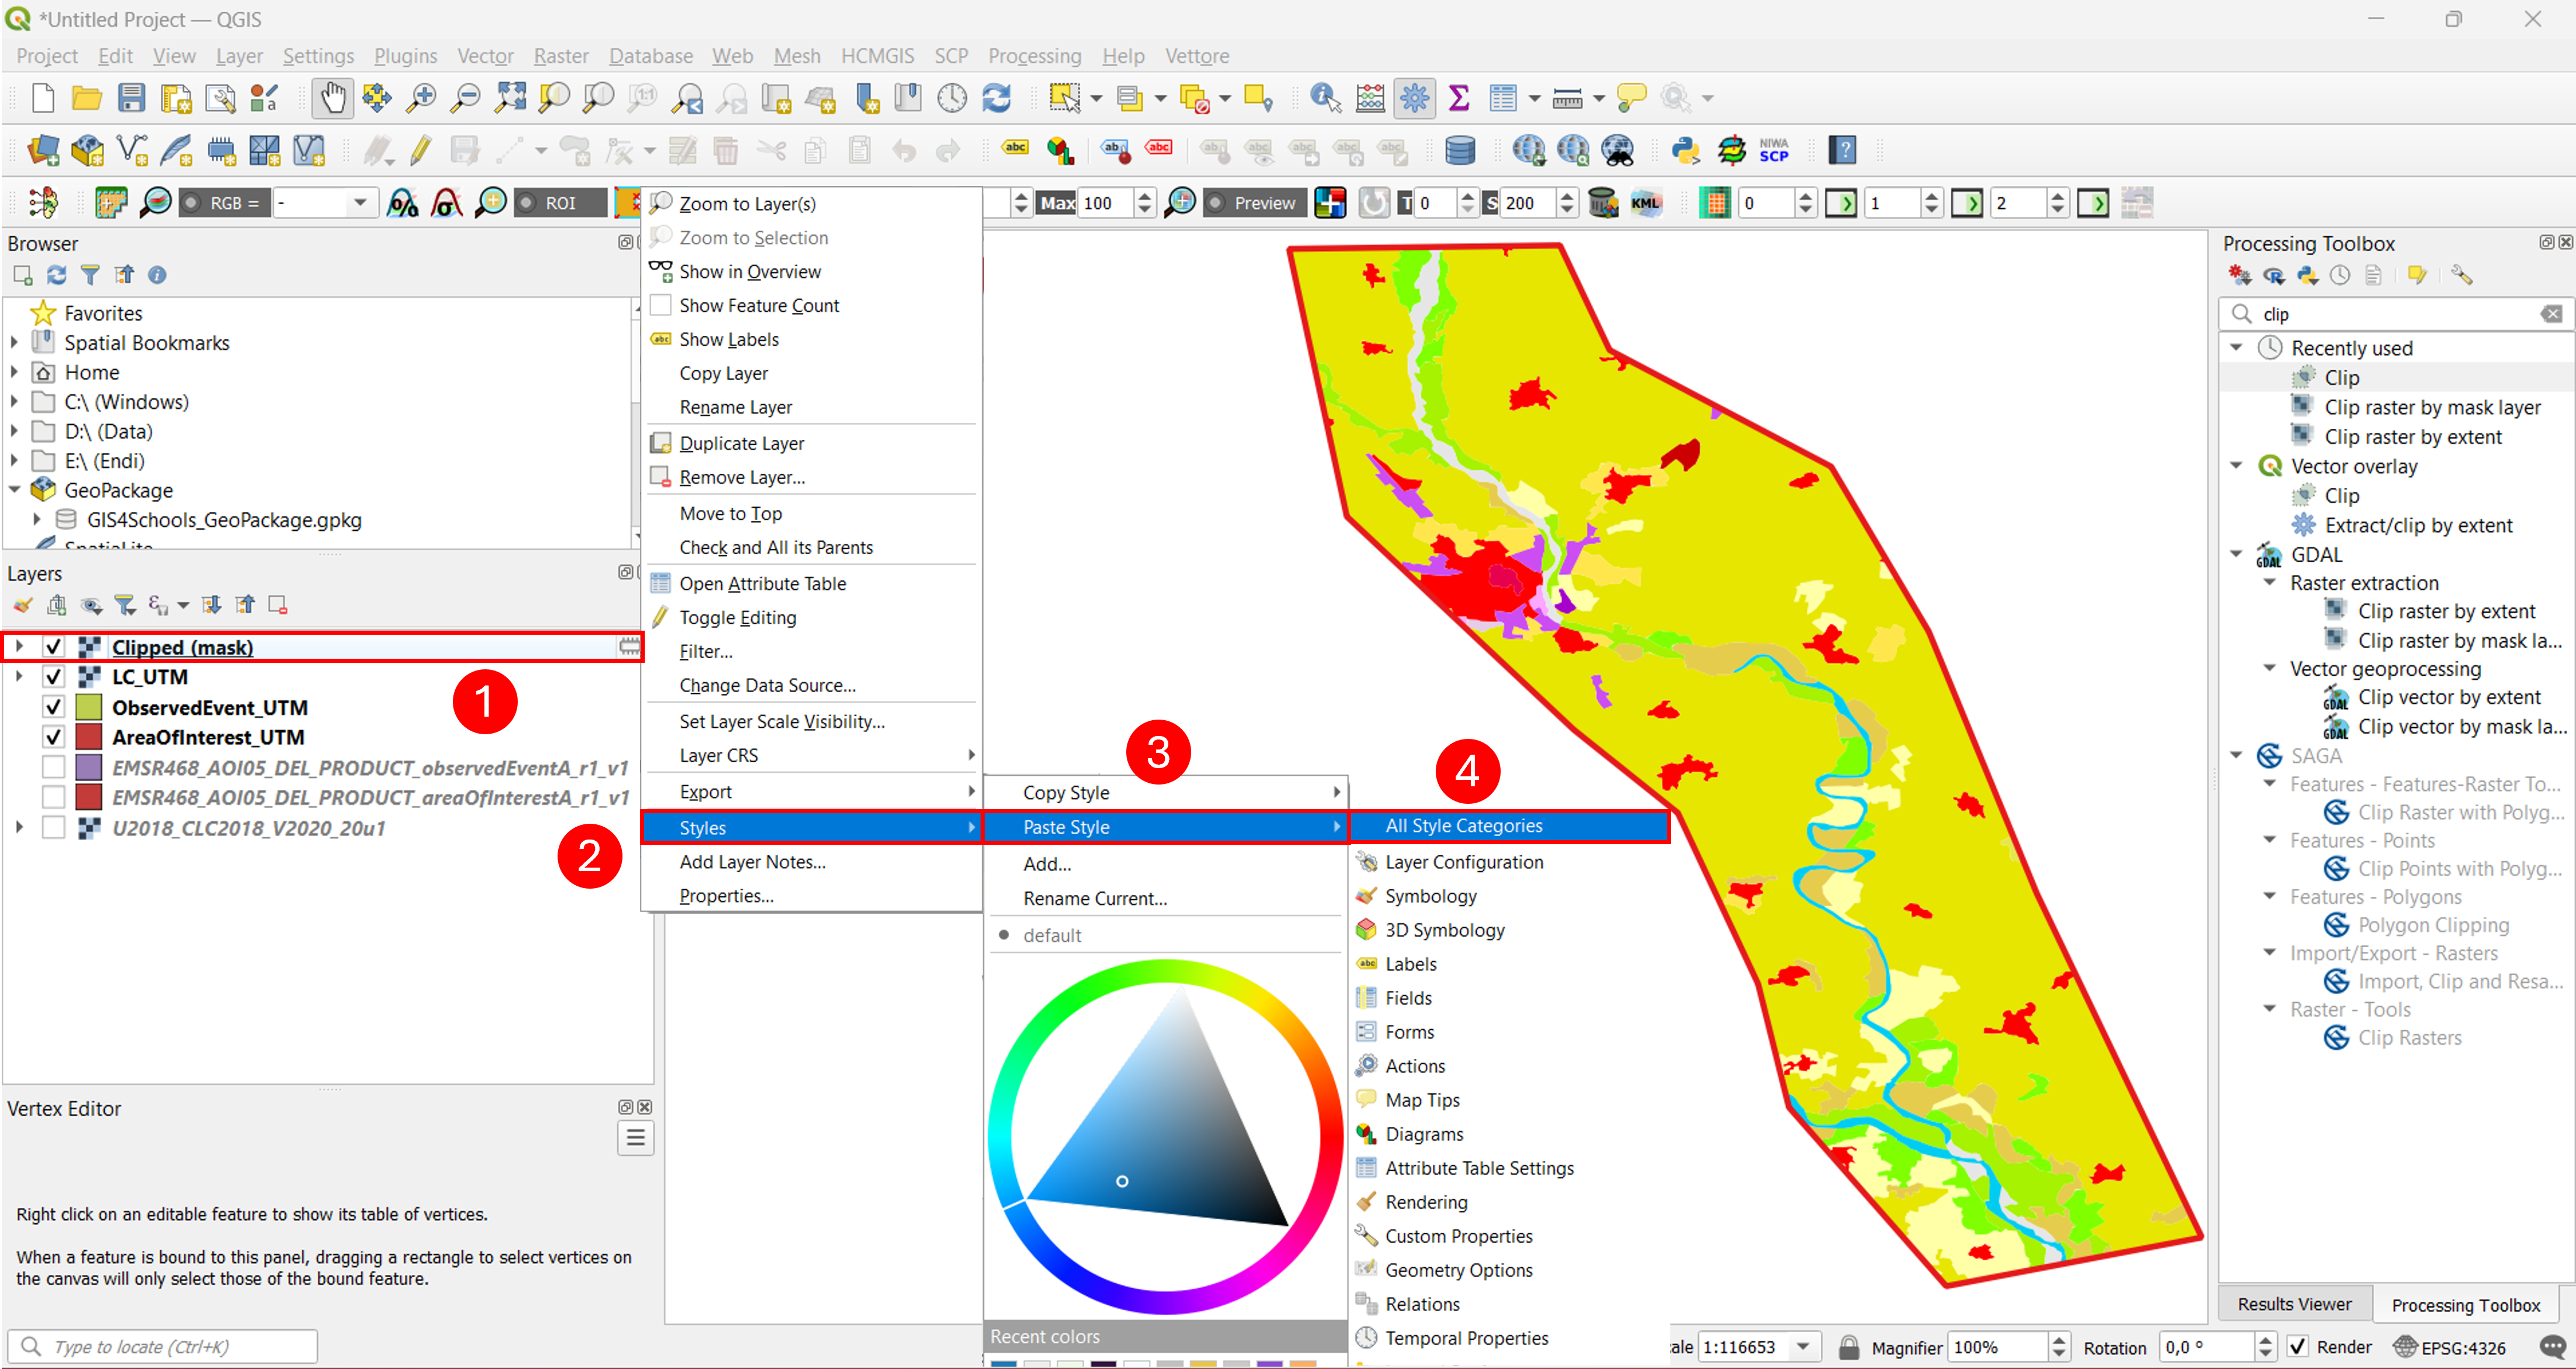 *Untitled Project — QGIS
Project Edit View Layer Settings Plugins Vector Raster Database Web Mesh HCMGIS SCP Processing Help Vettore
NIWA
SCP
RGB = - ROI Max 100 Preview T 0 S 200 KML 0 1 2
Browser
Favorites
Spatial Bookmarks
Home
C:\ (Windows)
D:\ (Data)
E:\ (Endi)
GeoPackage
GIS4Schools_GeoPackage.gpkg
SpatiaLite
Layers
Clipped (mask)
LC_UTM
ObservedEvent_UTM
AreaOfInterest_UTM
EMSR468_AOI05_DEL_PRODUCT_observedEventA_r1_v1
EMSR468_AOI05_DEL_PRODUCT_areaOfInterestA_r1_v1
U2018_CLC2018_V2020_20u1
1
2
3
4
Vertex Editor
Right click on an editable feature to show its table of vertices.
When a feature is bound to this panel, dragging a rectangle to select vertices on
the canvas will only select those of the bound feature.
Zoom to Layer(s)
Zoom to Selection
Show in Overview
Show Feature Count
Show Labels
Copy Layer
Rename Layer
Duplicate Layer
Remove Layer...
Move to Top
Check and All its Parents
Open Attribute Table
Toggle Editing
Filter...
Change Data Source...
Set Layer Scale Visibility...
Layer CRS
Export
Styles
Add Layer Notes...
Properties...
Copy Style
Paste Style
Add...
Rename Current...
default
Recent colors
All Style Categories
Layer Configuration
Symbology
3D Symbology
Labels
Fields
Forms
Actions
Map Tips
Diagrams
Attribute Table Settings
Rendering
Custom Properties
Geometry Options
Relations
Temporal Properties
Processing Toolbox
clip
Recently used
Clip
Clip raster by mask layer
Clip raster by extent
Vector overlay
Clip
Extract/clip by extent
GDAL
Raster extraction
Clip raster by extent
Clip raster by mask la...
Vector geoprocessing
Clip vector by extent
Clip vector by mask la...
SAGA
Features - Features-Raster To...
Clip Raster with Polyg...
Features - Points
Clip Points with Polyg...
Features - Polygons
Polygon Clipping
Import/Export - Rasters
Import, Clip and Resa...
Raster - Tools
Clip Rasters
Results Viewer Processing Toolbox
Type to locate (Ctrl+K) ale 1:116653 Magnifier 100% Rotation 0,0 ° Render EPSG:4326